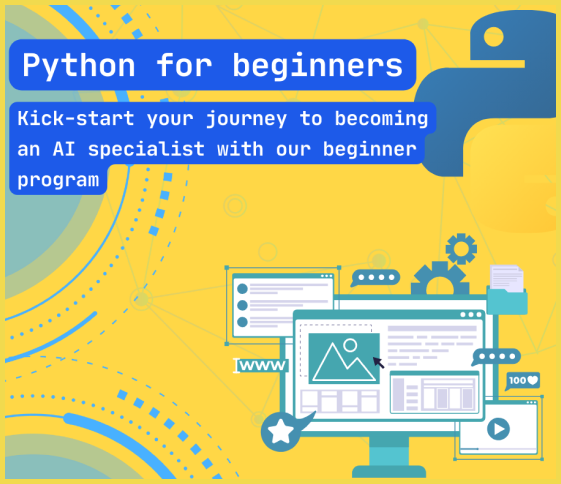 Python for beginners
Kick-start your journey to becoming
an AI specialist with our beginner
program
WWW
100